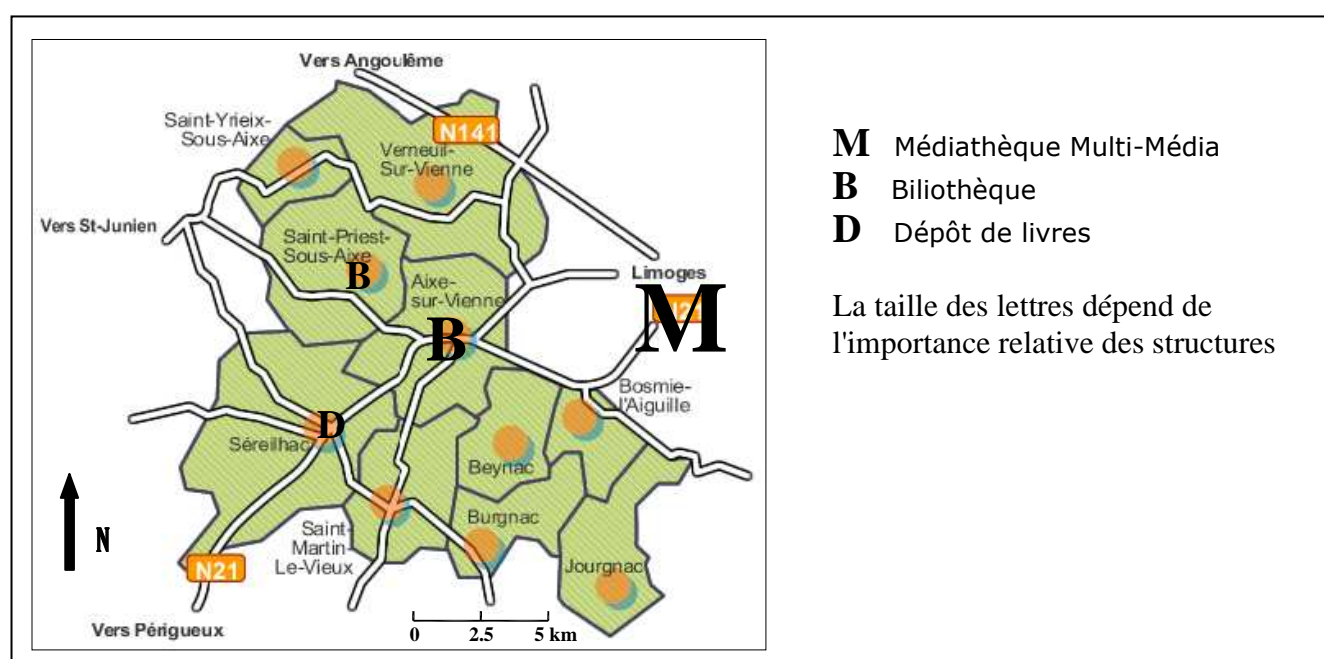 Vers Angoulême
Saint-Yrieix-
Sous-Aixe
N141
Verneuil-
Sur-Vienne
Vers St-Junien
Saint-Priest-
Sous-Aixe
B
Aixe-
sur-Vienne
B
Limoges
M
Bosmie-
l'Aiguille
D
Séreilhac
Beynac
N
Saint-
Martin-
Le-Vieux
Burgnac
Jourgnac
N21
Vers Périgueux
0 2.5 5 km
M Médiathèque Multi-Média
B Biliothèque
D Dépôt de livres
La taille des lettres dépend de
l'importance relative des structures